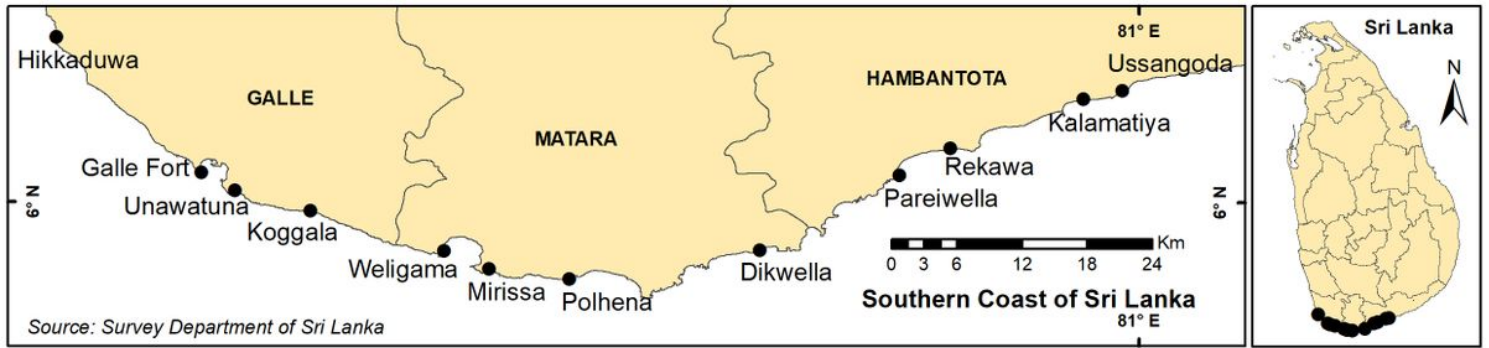 81° E
Ussangoda
Hikkaduwa
HAMBANTOTA
GALLE
Kalamatiya
MATARA
Rekawa
Galle Fort
Pareiwella
Unawatuna
6° N
6° N
Koggala
Weligama
Dikwella
Km
0 3 6 12 18 24
Mirissa
Polhena
Southern Coast of Sri Lanka
Source: Survey Department of Sri Lanka
81° E
Sri Lanka
N